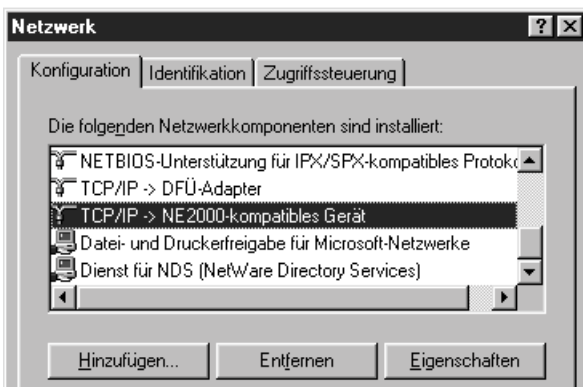 Netzwerk
Konfiguration Identifikation Zugriffssteuerung
Die folgenden Netzwerkkomponenten sind installiert:
NETBIOS-Unterstützung für IPX/SPX-kompatibles Protoko
TCP/IP -> DFÜ-Adapter
TCP/IP -> NE2000-kompatibles Gerät
Datei- und Druckerfreigabe für Microsoft-Netzwerke
Dienst für NDS (NetWare Directory Services)
Hinzufügen... Entfernen Eigenschaften